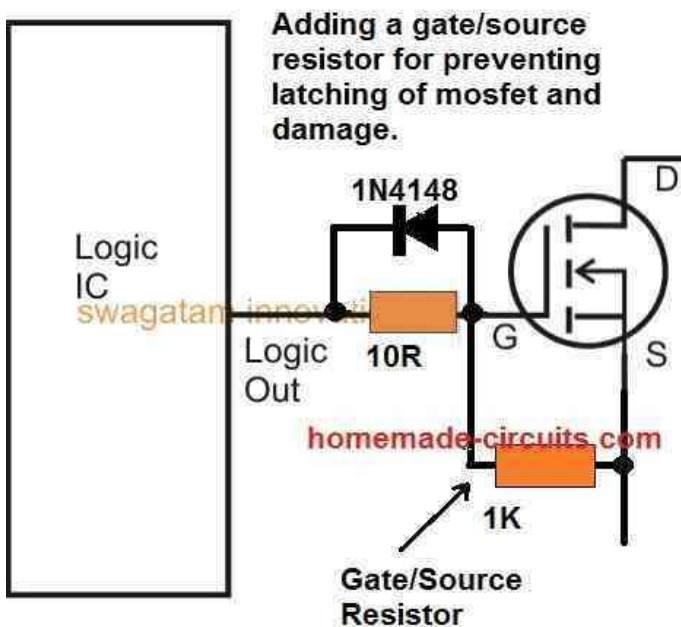 Adding a gate/source
resistor for preventing
latching of mosfet and
damage.
D
1N4148
Logic
IC
swagatam innovati
G
Logic
Out
10R
S
homemade-circuits.com
1K
Gate/Source
Resistor